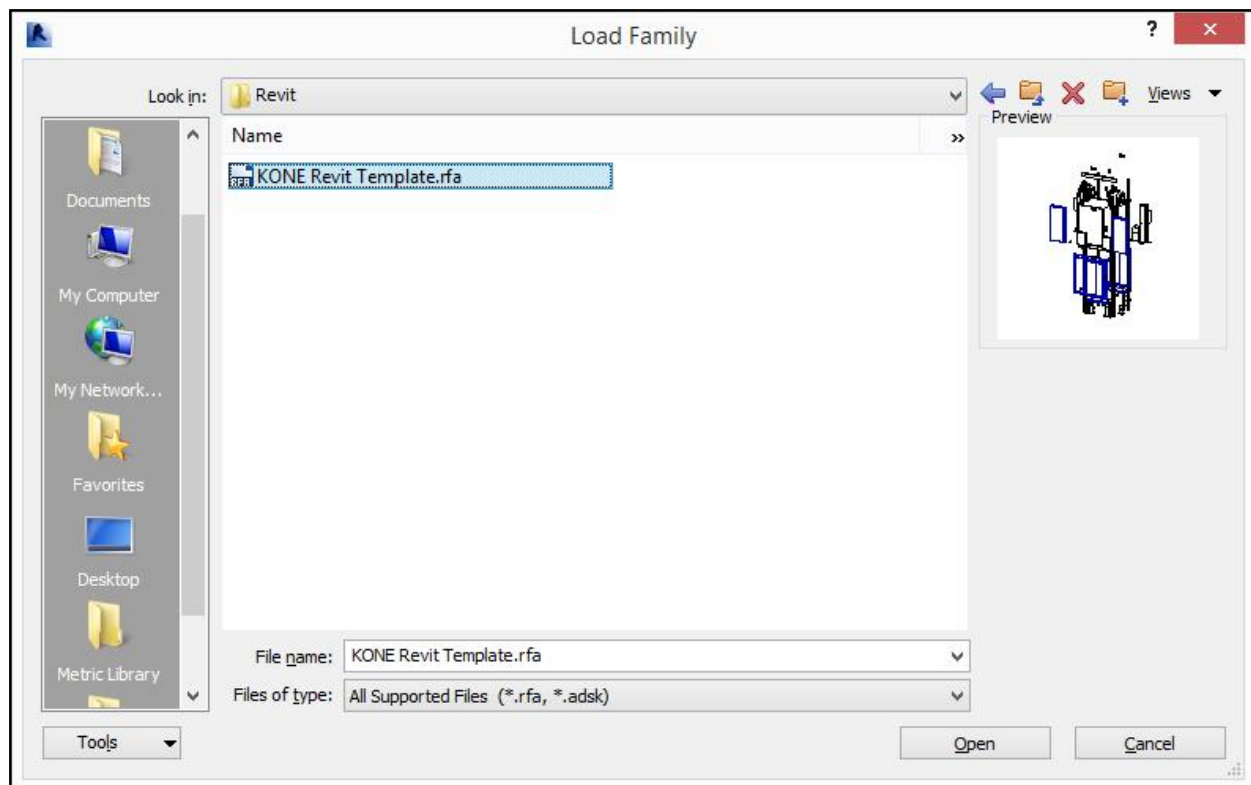 Load Family
?
Look in:
Revit
Views
Preview
Name
»
KONE Revit Template.rfa
Documents
My Computer
My Network...
Favorites
Desktop
Metric Library
File name:
KONE Revit Template.rfa
Files of type:
All Supported Files (*.rfa, *.adsk)
Tools
Open
Cancel